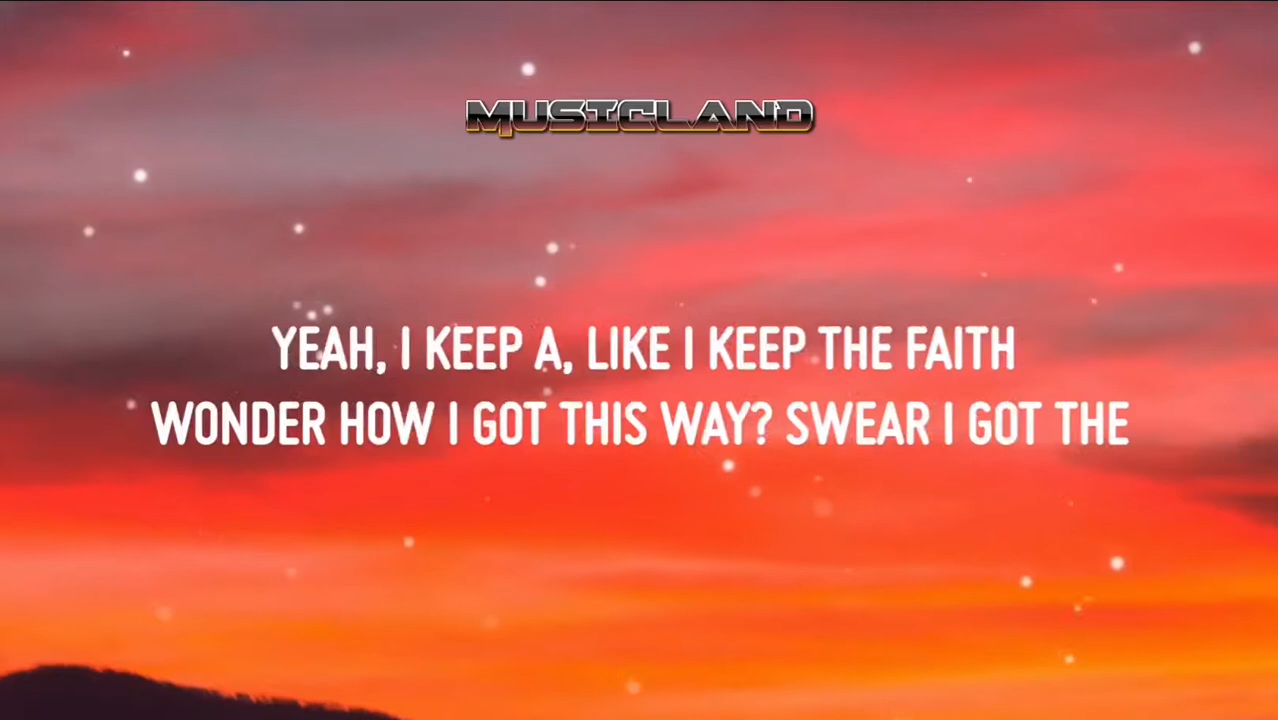 MUSICLAND
YEAH, I KEEP A, LIKE I KEEP THE FAITH
WONDER HOW I GOT THIS WAY? SWEAR I GOT THE